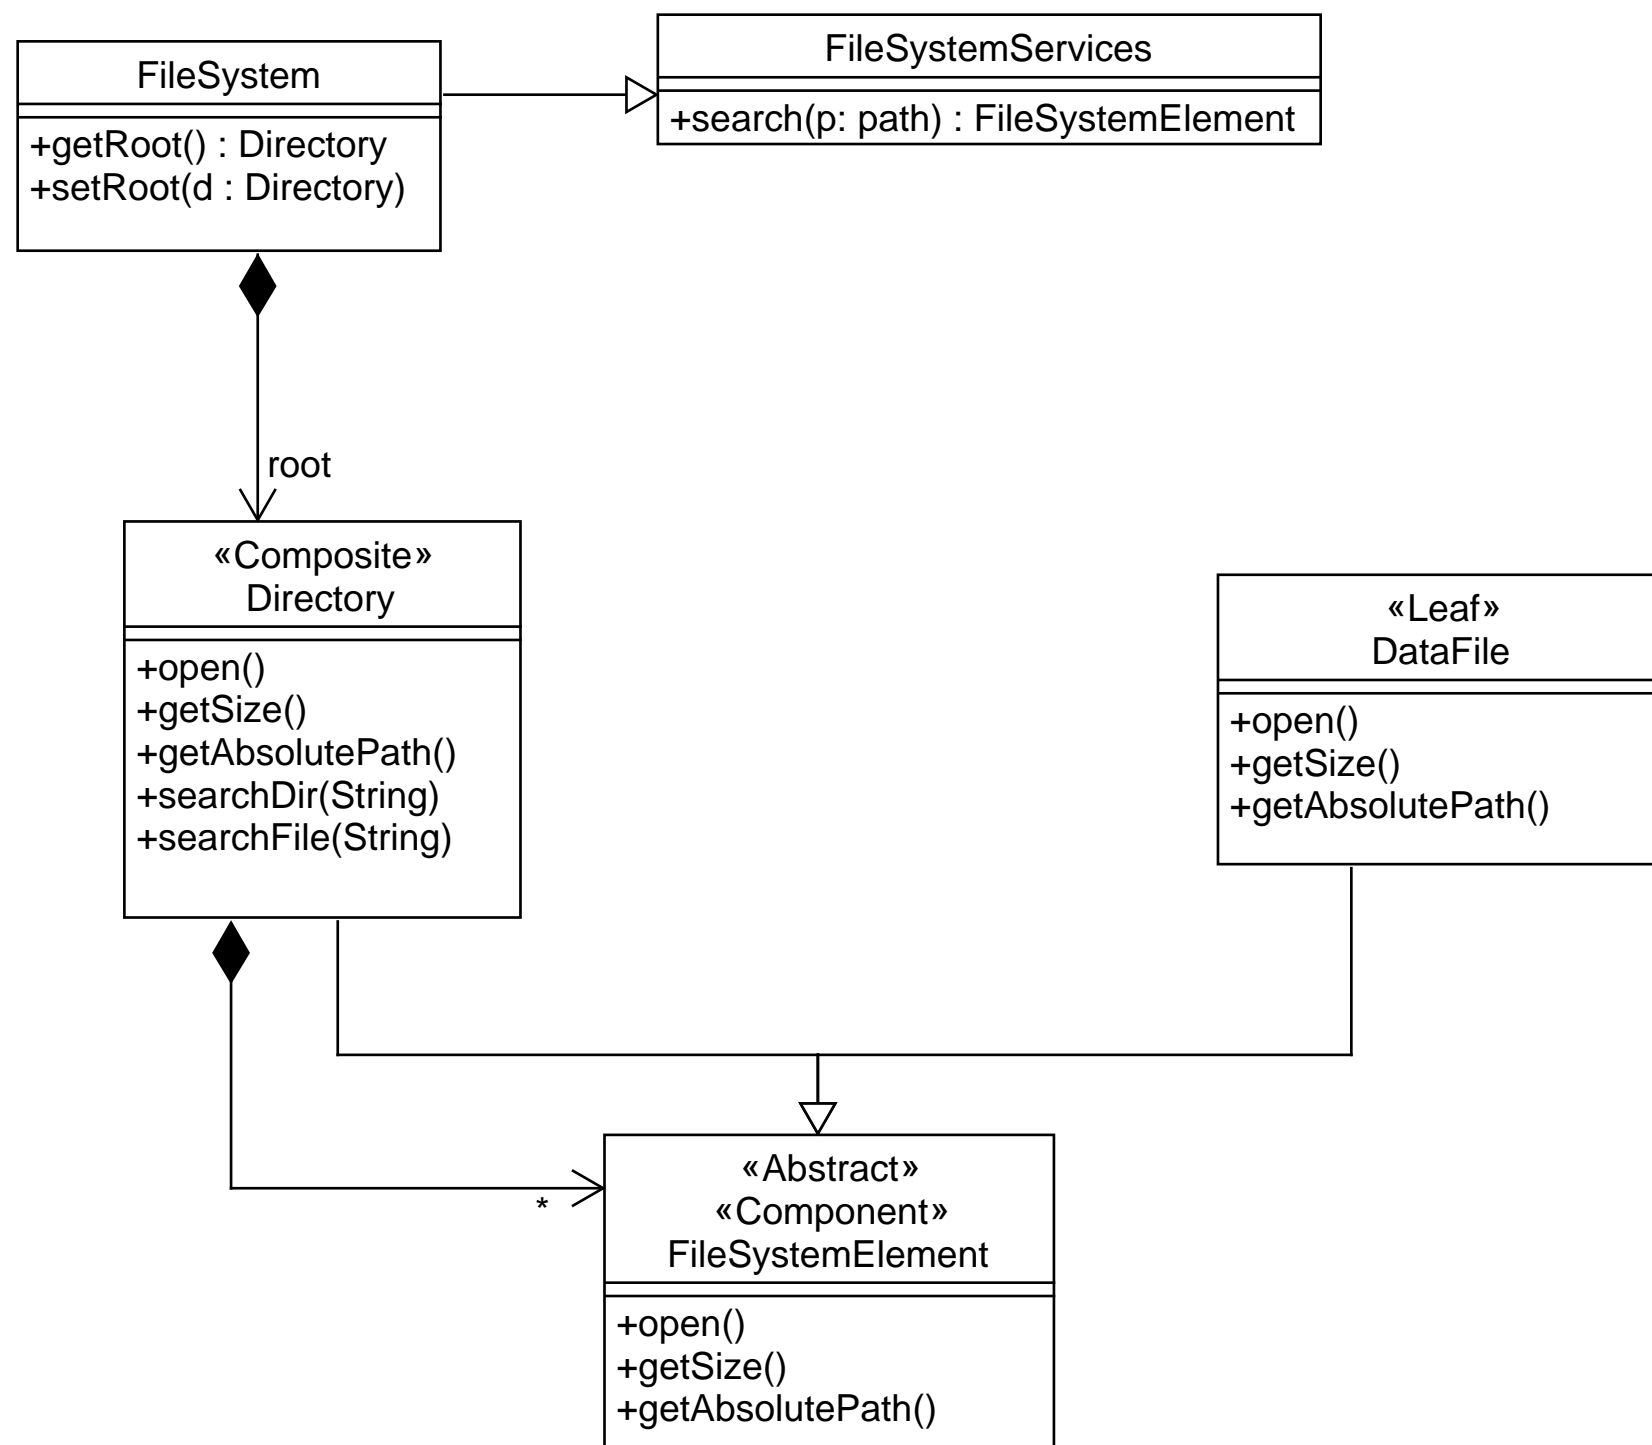 FileSystem
+getRoot() : Directory
+setRoot(d : Directory)
FileSystemServices
+search(p: path) : FileSystemElement
root
«Composite»
Directory
+open()
+getSize()
+getAbsolutePath()
+searchDir(String)
+searchFile(String)
«Leaf»
DataFile
+open()
+getSize()
+getAbsolutePath()
*
«Abstract»
«Component»
FileSystemElement
+open()
+getSize()
+getAbsolutePath()